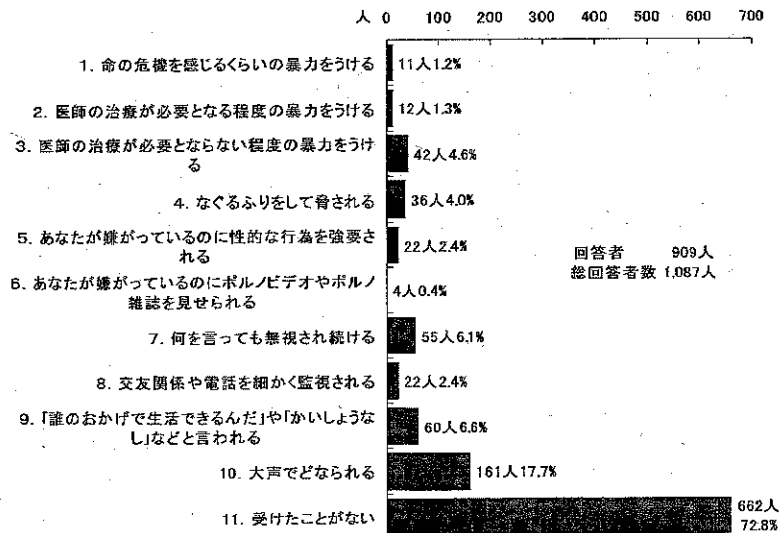 人 0 100 200 300 400 500 600 700
1. 命の危機を感じるくらいの暴力をうける
11人1.2%
2. 医師の治療が必要となる程度の暴力をうける
12人1.3%
3. 医師の治療が必要とならない程度の暴力をうけ
る
42人4.6%
4. なぐるふりをして脅される
36人4.0%
5. あなたが嫌がっているのに性的な行為を強要さ
れる
22人2.4%
回答者 909人
総回答者数 1,087人
6. あなたが嫌がっているのにポルノビデオやポルノ
雑誌を見せられる
4人0.4%
7. 何を言っても無視され続ける
55人6.1%
8. 交友関係や電話を細かく監視される
22人2.4%
9. 「誰のおかげで生活できるんだ」や「かいしょうな
し」などと言われる
60人6.6%
10. 大声でどなられる
161人17.7%
11. 受けたことがない
662人
72.8%